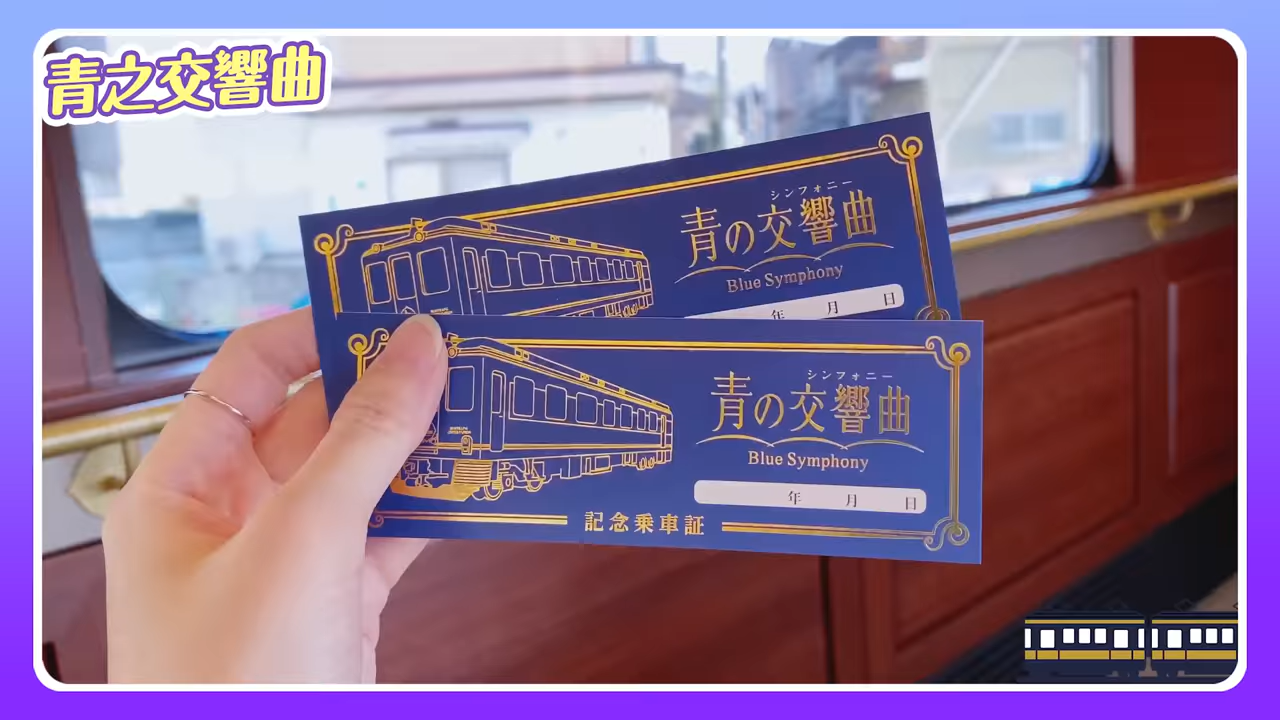 青之交響曲
シンフォニー
青の交響曲
Blue Symphony
年 月 日
シンフォニー
青の交響曲
Blue Symphony
年 月 日
記念乗車証